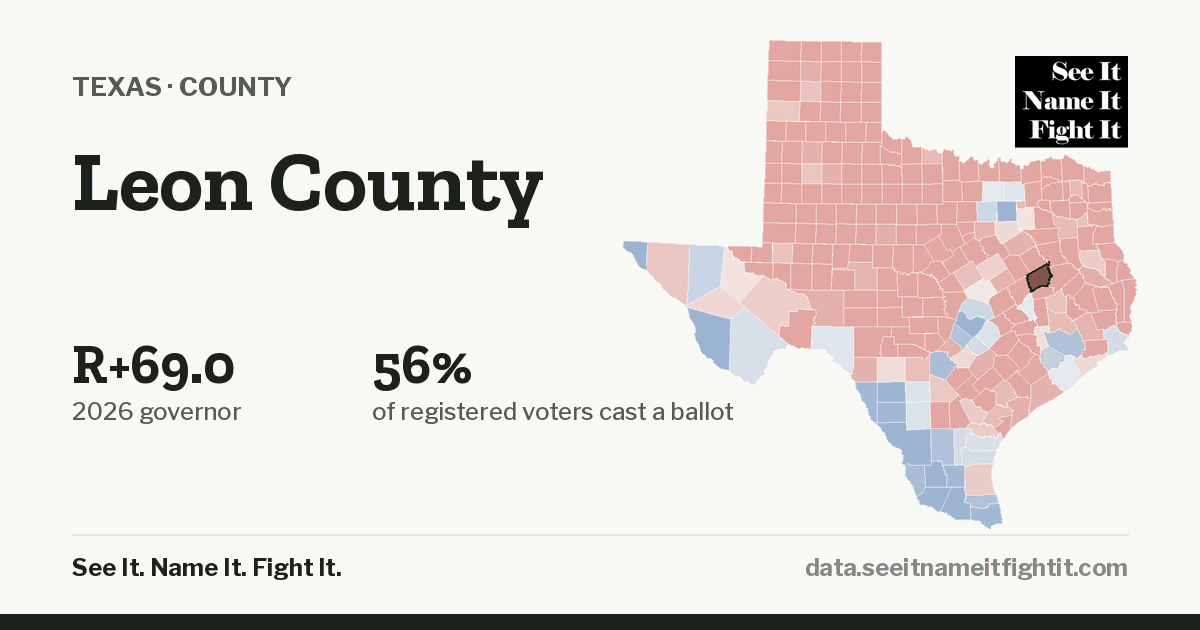 TEXAS · COUNTY
See It
Name It
Fight It
Leon County
R+69.0
2026 governor
56%
of registered voters cast a ballot
See It. Name It. Fight It.
data.seeitnameitfightit.com